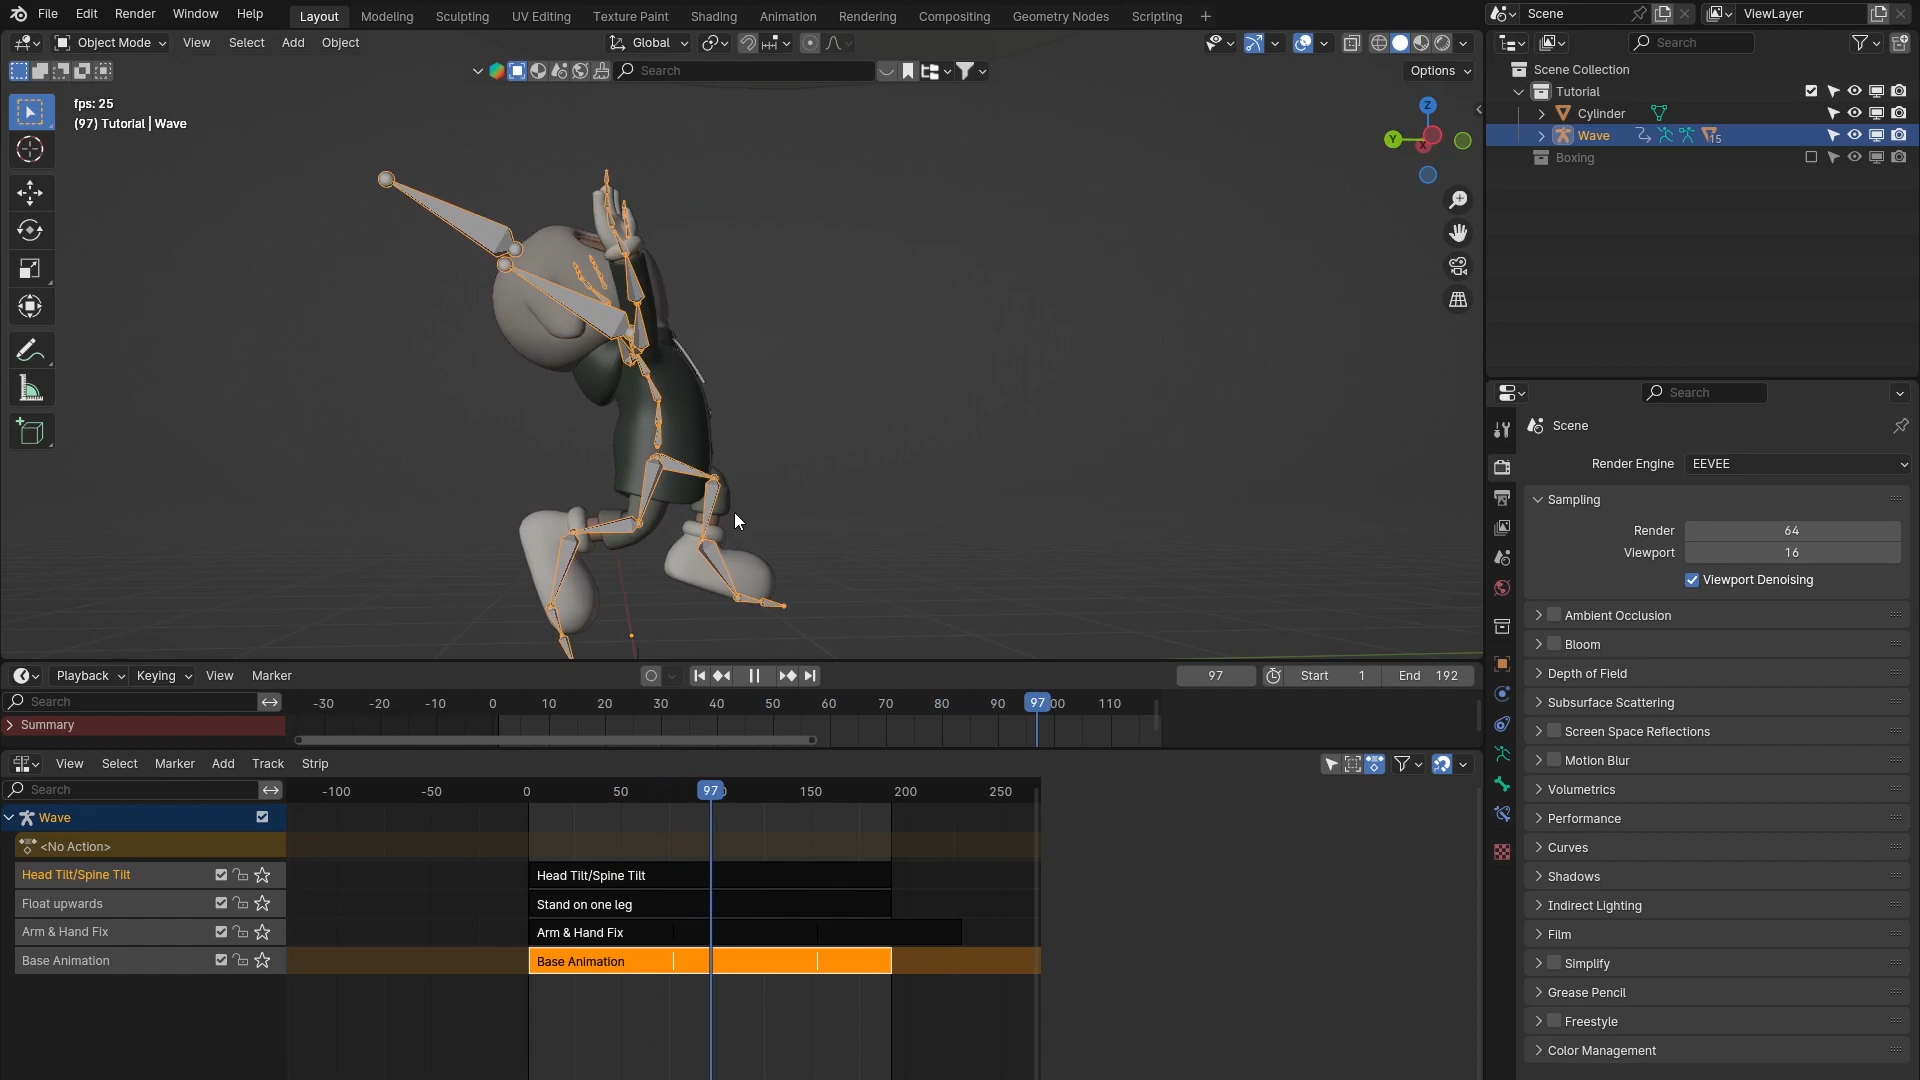 File Edit Render Window Help Layout Modeling Sculpting UV Editing Texture Paint Shading Animation Rendering Compositing Geometry Nodes Scripting + Scene ViewLayer
Object Mode View Select Add Object Global Search
Search Options
fps: 25
(97) Tutorial | Wave
Z
Y
X
Scene Collection
Tutorial
Cylinder
Wave 15
Boxing
Search
Scene
Render Engine EEVEE
Sampling
Render 64
Viewport 16
Viewport Denoising
Ambient Occlusion
Bloom
Depth of Field
Subsurface Scattering
Screen Space Reflections
Motion Blur
Volumetrics
Performance
Curves
Shadows
Indirect Lighting
Film
Simplify
Grease Pencil
Freestyle
Color Management
Playback Keying View Marker 97 Start 1 End 192
Search -30 -20 -10 0 10 20 30 40 50 60 70 80 90 97 00 110
Summary
View Select Marker Add Track Strip
Search -100 -50 0 50 97 150 200 250
Wave
<No Action>
Head Tilt/Spine Tilt Head Tilt/Spine Tilt
Float upwards Stand on one leg
Arm & Hand Fix Arm & Hand Fix
Base Animation Base Animation